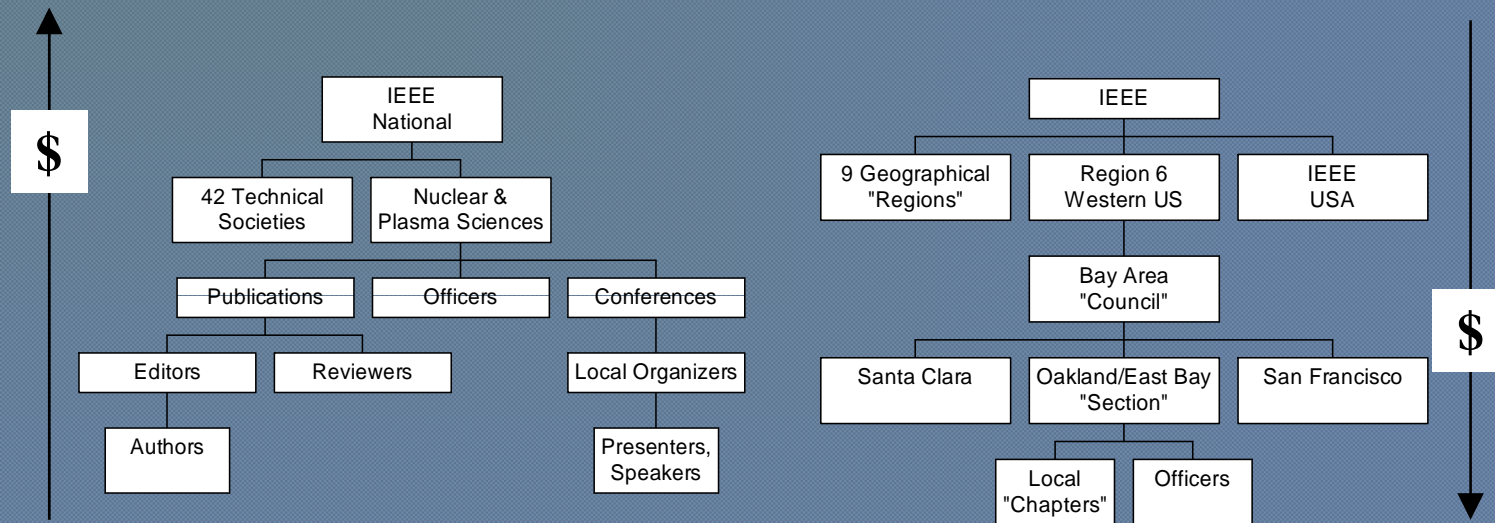 $
IEEE
National
42 Technical
Societies
Nuclear &
Plasma Sciences
Publications
Officers
Conferences
Editors
Reviewers
Local Organizers
Authors
Presenters,
Speakers
IEEE
9 Geographical
"Regions"
Region 6
Western US
IEEE
USA
Bay Area
"Council"
Santa Clara
Oakland/East Bay
"Section"
San Francisco
Local
"Chapters"
Officers
$